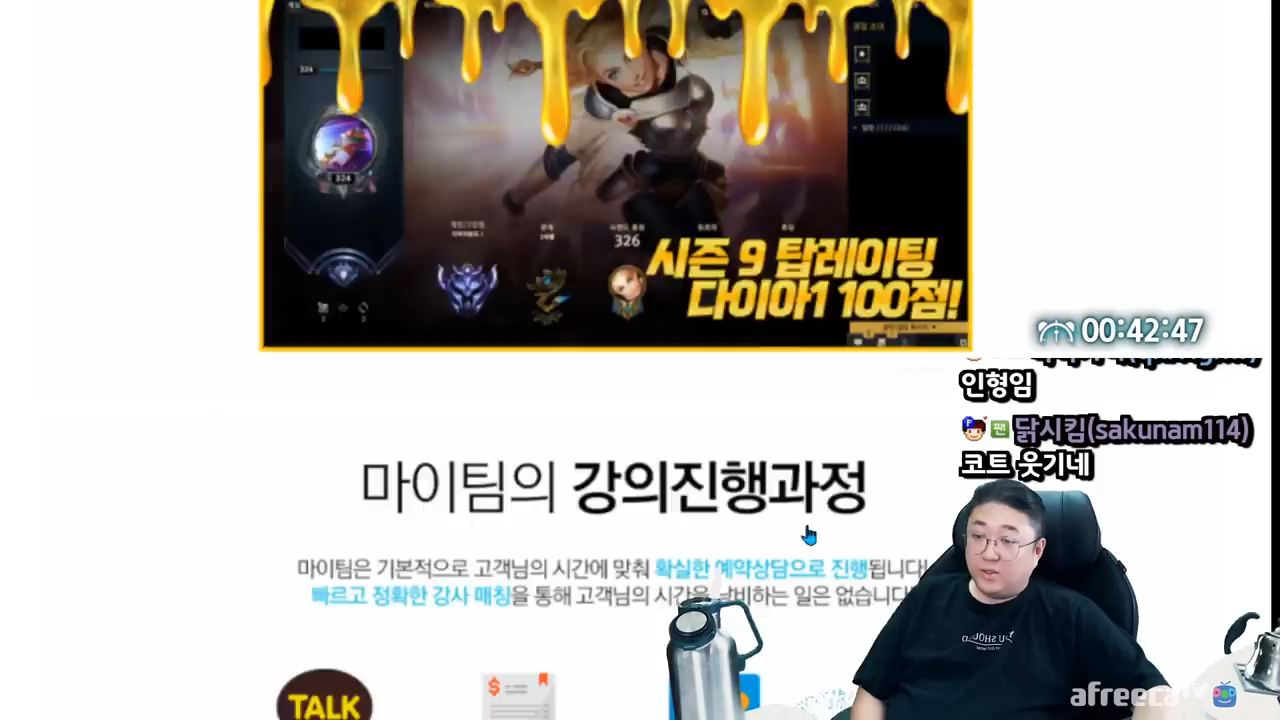 324
324
326
시즌 9 탑레이팅
다이아1 100점!
00:42:47
인형임
팬 닭시킴(sakunam114)
코트 웃기네
마이팀의 강의진행과정
마이팀은 기본적으로 고객님의 시간에 맞춰 확실한 예약상담으로 진행됩니다!
빠르고 정확한 강사 매칭을 통해 고객님의 시간을 낭비하는 일은 없습니다
TALK
afreecaTV